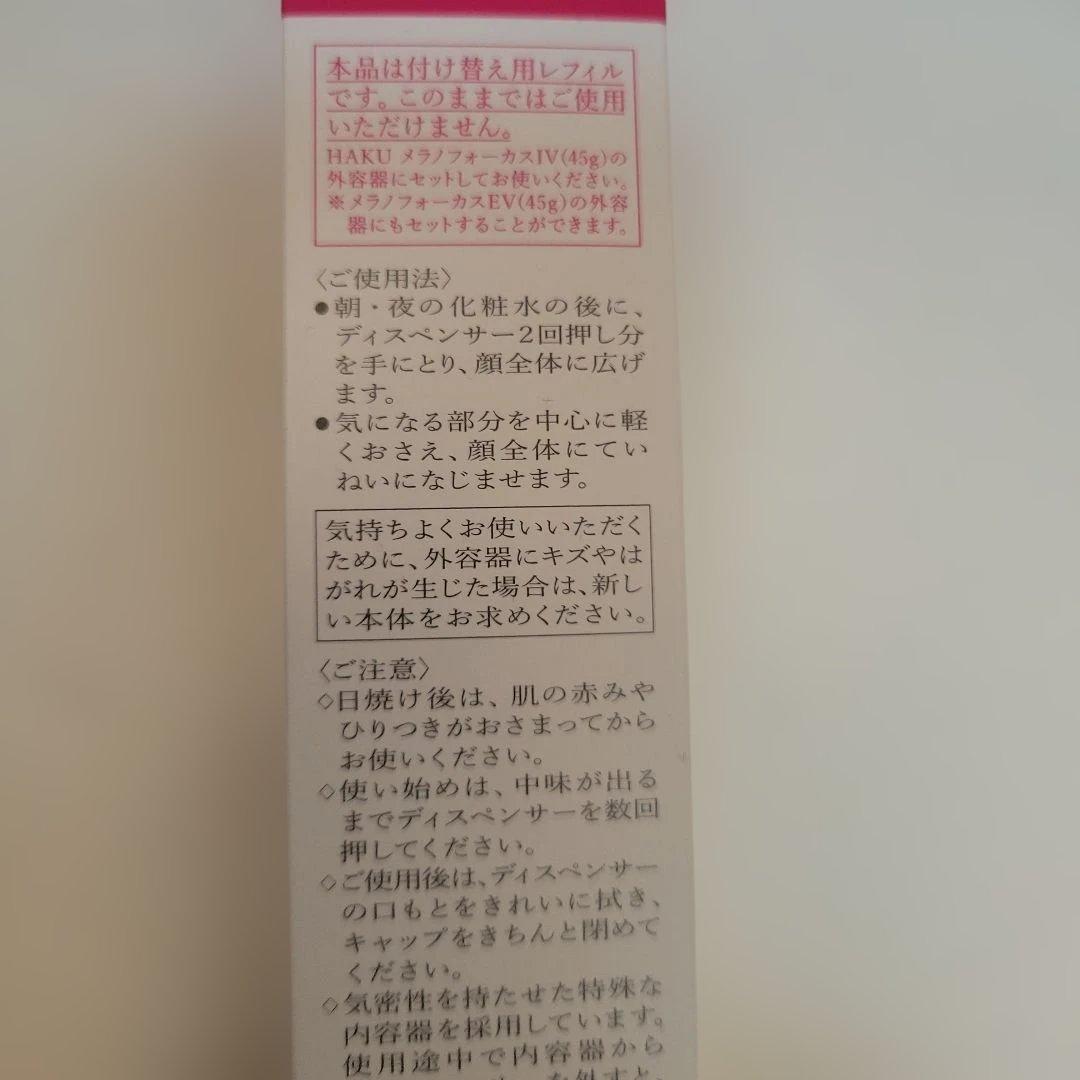 本品は付け替え用レフィル
です。このままではご使用
いただけません。
HAKU メラノフォーカスIV(45g)の
外容器にセットしてお使いください。
※メラノフォーカスEV(45g)の外容
器にもセットすることができます。
〈ご使用法〉
●朝・夜の化粧水の後に、
ディスペンサー2回押し分
を手にとり、顔全体に広げ
ます。
●気になる部分を中心に軽
くおさえ、顔全体にてい
ねいになじませます。
気持ちよくお使いいただく
ために、外容器にキズやは
がれが生じた場合は、新し
い本体をお求めください。
〈ご注意〉
◇日焼け後は、肌の赤みや
ひりつきがおさまってから
お使いください。
◇使い始めは、中味が出る
までディスペンサーを数回
押してください。
◇ご使用後は、ディスペンサー
の口もとをきれいに拭き、
キャップをきちんと閉めて
ください。
◇気密性を持たせた特殊な
内容器を採用しています。
使用途中で内容器から
を外すと、